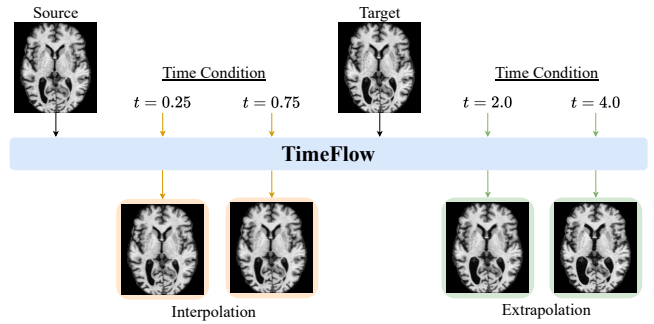 Source
Target
Time Condition
Time Condition
t = 0.25
t = 0.75
t = 2.0
t = 4.0
TimeFlow
Interpolation
Extrapolation